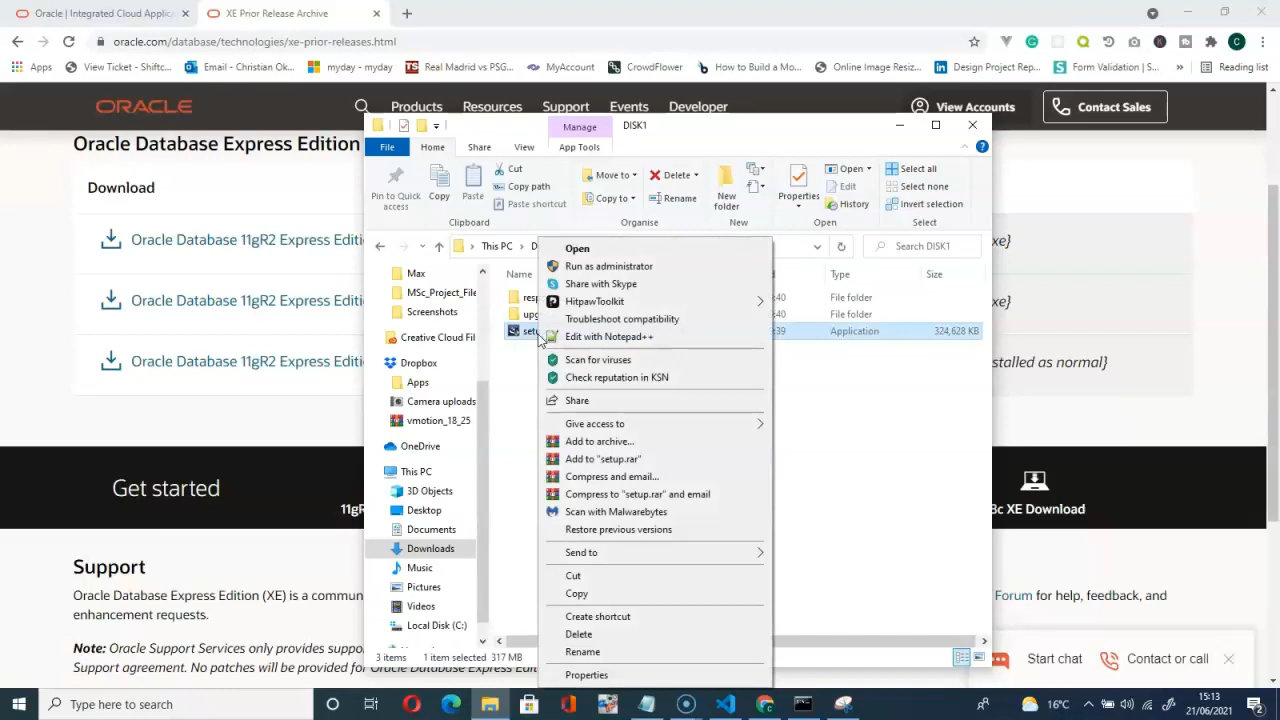 Oracle | Integrated Cloud Applica
XE Prior Release Archive
oracle.com/database/technologies/xe-prior-releases.html
Apps
View Ticket - Shiftc...
Email - Christian Ok...
myday - myday
Real Madrid vs PSG...
MyAccount
CrowdFlower
How to Build a Mo...
Online Image Resiz...
Design Project Rep...
Form Validation | S...
»
Reading list
ORACLE
Products
Resources
Support
Events
Developer
View Accounts
Contact Sales
Manage
DISK1
File
Home
Share
View
App Tools
Oracle Database Express Edition
Download
Oracle Database 11gR2 Express Editi
Oracle Database 11gR2 Express Editi
Oracle Database 11gR2 Express Editi
xe}
xe}
stalled as normal}
Pin to Quick access
Copy
Paste
Cut
Copy path
Paste shortcut
Clipboard
Move to
Copy to
Delete
Rename
Organise
New folder
New
Properties
Open
Edit
History
Open
Select all
Select none
Invert selection
Select
This PC
Search DISK1
Name
Type
Size
:40
File folder
:40
File folder
setu
:39
Application
324,628 KB
Max
MSc_Project_File
Screenshots
Creative Cloud Fil
Dropbox
Apps
Camera uploads
vmotion_18_25
OneDrive
This PC
3D Objects
Desktop
Documents
Downloads
Music
Pictures
Videos
Local Disk (C:)
3 items
1 item selected
317 MB
Open
Run as administrator
Share with Skype
HitpawToolkit
Troubleshoot compatibility
Edit with Notepad++
Scan for viruses
Check reputation in KSN
Share
Give access to
Add to archive...
Add to "setup.rar"
Compress and email...
Compress to "setup.rar" and email
Scan with Malwarebytes
Restore previous versions
Send to
Cut
Copy
Create shortcut
Delete
Rename
Properties
Get started
11g
c XE Download
Support
Oracle Database Express Edition (XE) is a commun
Forum for help, feedback, and
enhancement requests.
Note: Oracle Support Services only provides suppo
Support agreement. No patches will be provided for Oracle Database Express Edit
Start chat
Contact or call
Type here to search
16°C
15:13
21/06/2021
2